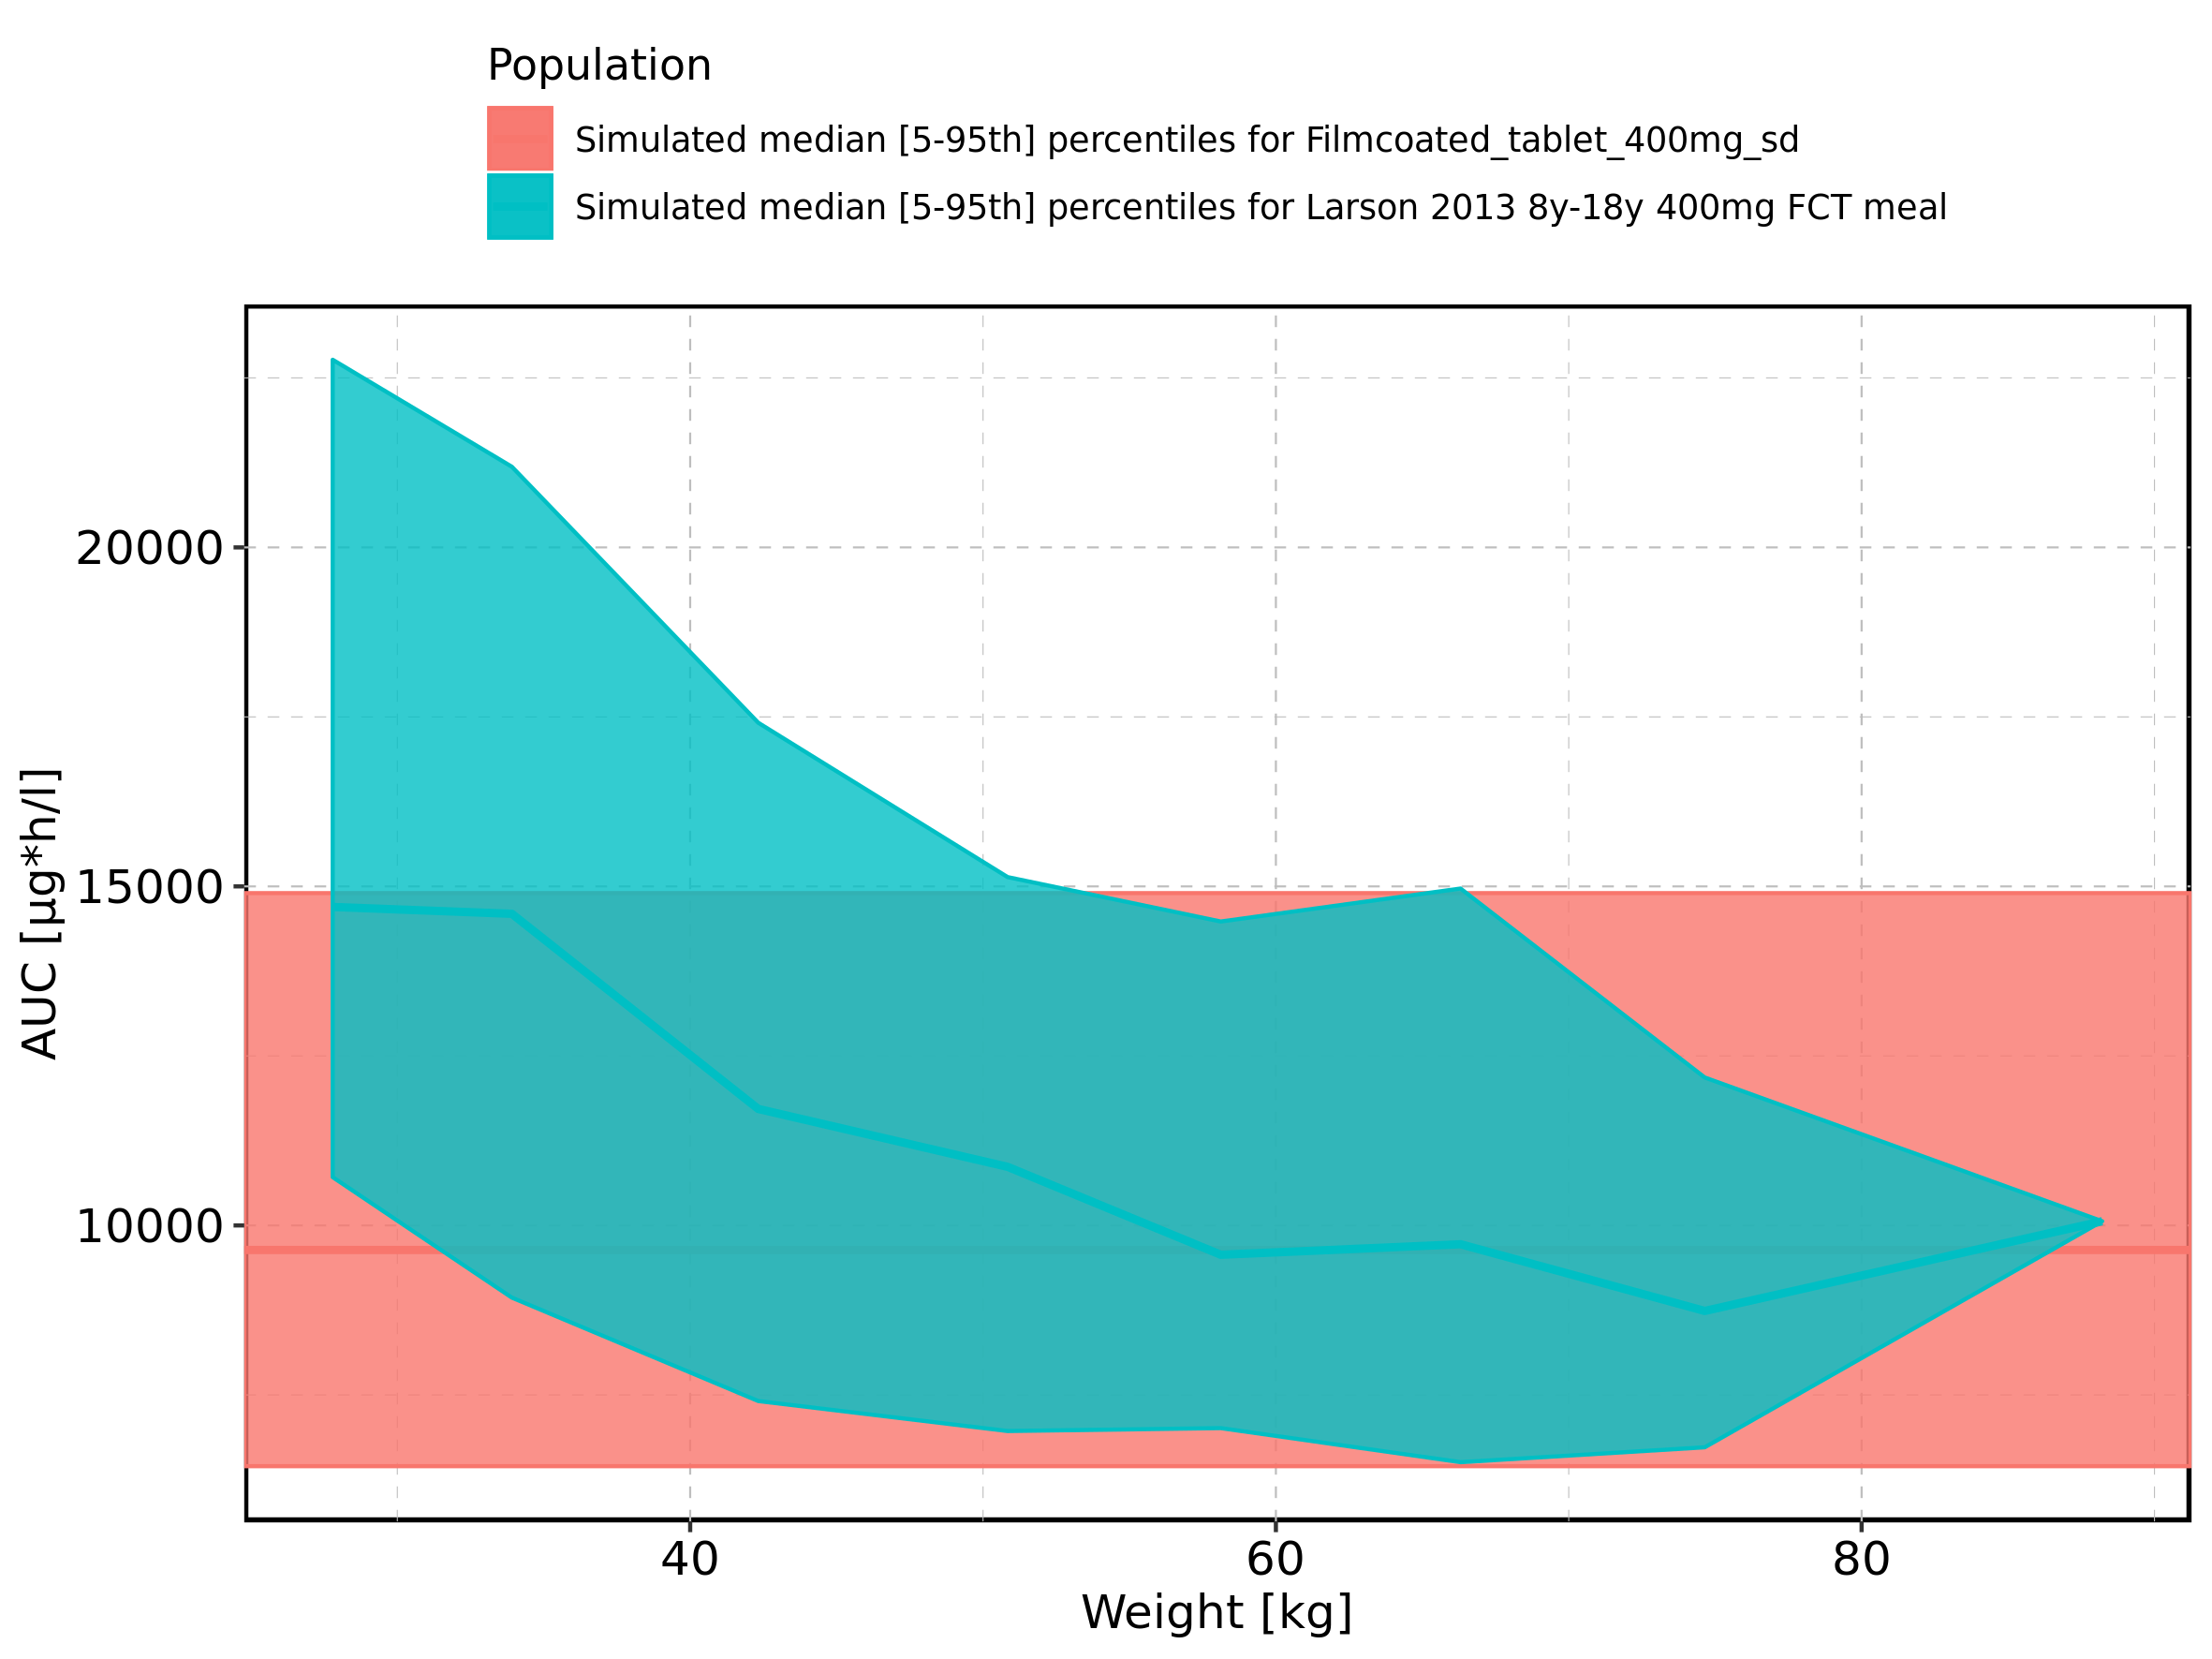 Population
Simulated median [5-95th] percentiles for Filmcoated_tablet_400mg_sd
Simulated median [5-95th] percentiles for Larson 2013 8y-18y 400mg FCT meal
AUC [µg*h/l]
20000
15000
10000
40
60
80
Weight [kg]